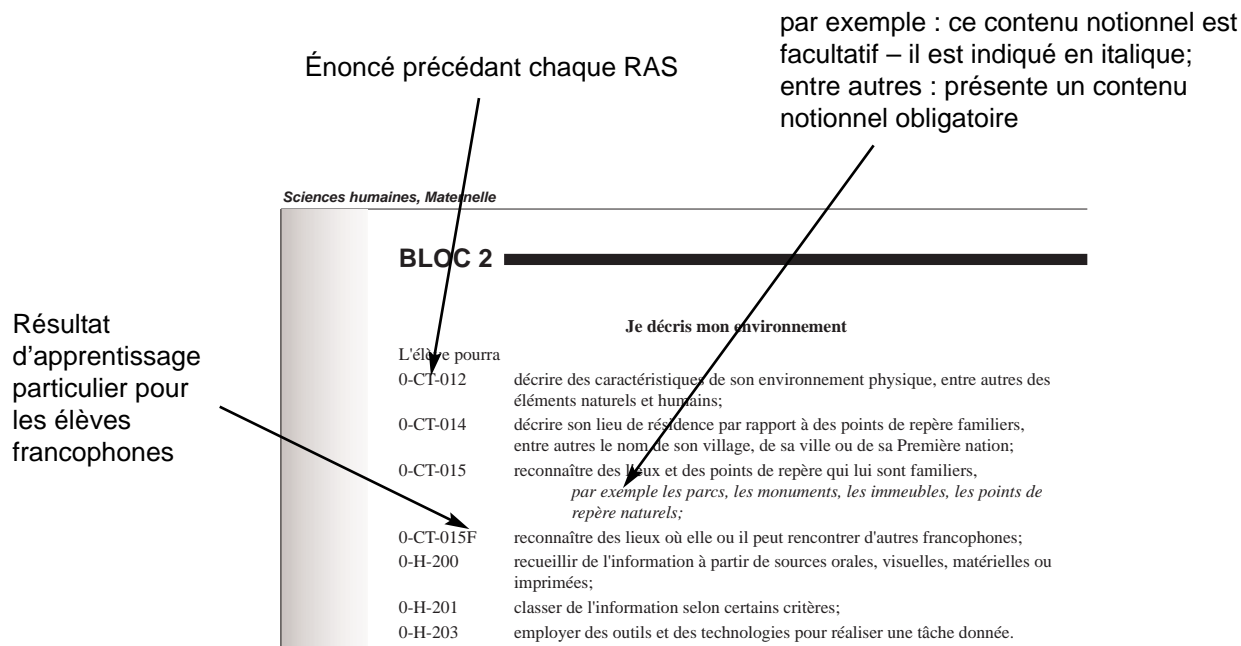 par exemple : ce contenu notionnel est
facultatif – il est indiqué en italique;
entre autres : présente un contenu
notionnel obligatoire
Énoncé précédant chaque RAS
Sciences humaines, Maternelle
BLOC 2
Résultat
d'apprentissage
particulier pour
les élèves
francophones
Je décris mon environnement
L'élève pourra
0-CT-012 décrire des caractéristiques de son environnement physique, entre autres des
éléments naturels et humains;
0-CT-014 décrire son lieu de résidence par rapport à des points de repère familiers,
entre autres le nom de son village, de sa ville ou de sa Première nation;
0-CT-015 reconnaître des lieux et des points de repère qui lui sont familiers,
par exemple les parcs, les monuments, les immeubles, les points de
repère naturels;
0-CT-015F reconnaître des lieux où elle ou il peut rencontrer d'autres francophones;
0-H-200 recueillir de l'information à partir de sources orales, visuelles, matérielles ou
imprimées;
0-H-201 classer de l'information selon certains critères;
0-H-203 employer des outils et des technologies pour réaliser une tâche donnée.